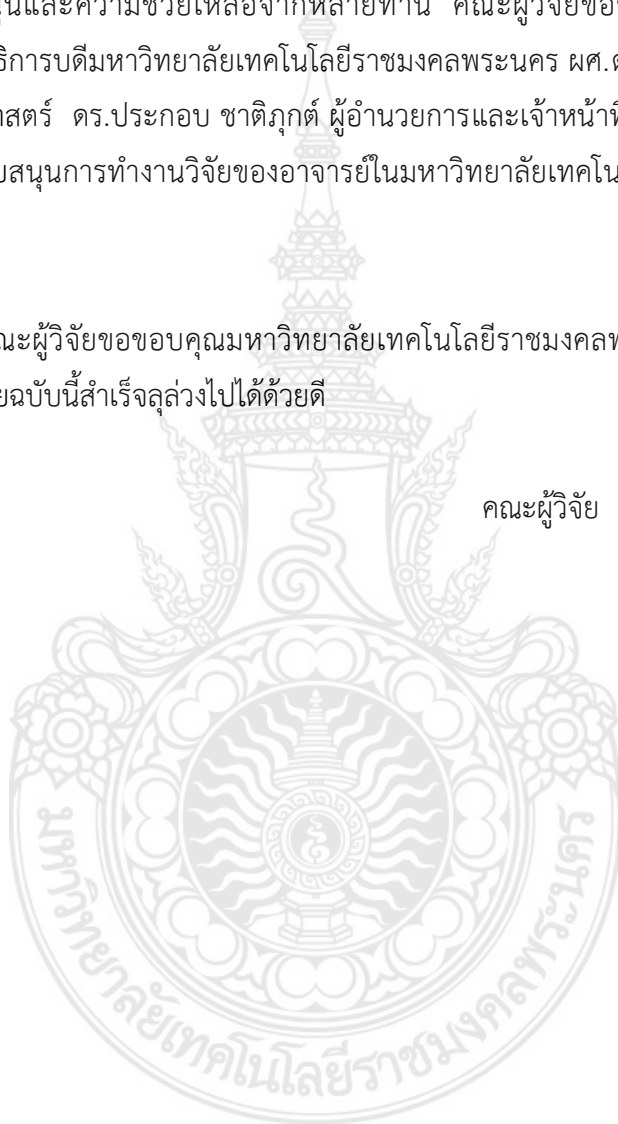 นุนและความช่วยเหลือจากหลายท่าน คณะผู้วิจัยขอข
ธิการบดีมหาวิทยาลัยเทคโนโลยีราชมงคลพระนคร ผศ.ด
าสตร์ ดร.ประกอบ ชาติภุกต์ ผู้อำนวยการและเจ้าหน้าที่
บสนุนการทำงานวิจัยของอาจารย์ในมหาวิทยาลัยเทคโน
ณะผู้วิจัยขอขอบคุณมหาวิทยาลัยเทคโนโลยีราชมงคลพ
ยฉบับนี้สำเร็จลุล่วงไปได้ด้วยดี
คณะผู้วิจัย
มหาวิทยาลัยเทคโนโลยีราชมงคลพระนคร